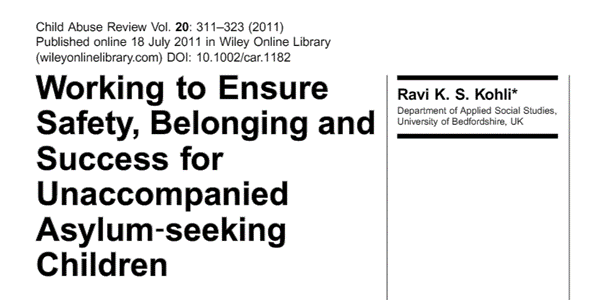 Child Abuse Review Vol. 20: 311–323 (2011)
Published online 18 July 2011 in Wiley Online Library
(wileyonlinelibrary.com) DOI: 10.1002/car.1182
Working to Ensure
Safety, Belonging and
Success for
Unaccompanied
Asylum-seeking
Children
Ravi K. S. Kohli*
Department of Applied Social Studies,
University of Bedfordshire, UK